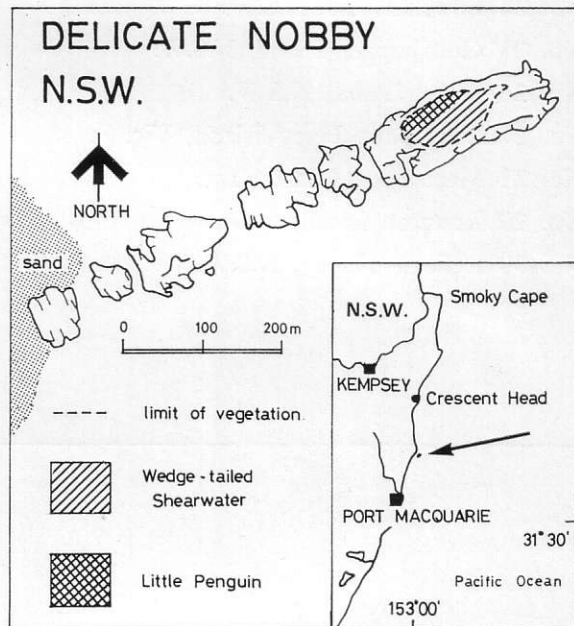 DELICATE NOBBY
N.S.W.
NORTH
sand
0 100 200 m
limit of vegetation
Wedge-tailed
Shearwater
Little Penguin
N.S.W.
Smoky Cape
KEMPSEY
Crescent Head
PORT MACQUARIE
31°30'
Pacific Ocean
153°00'